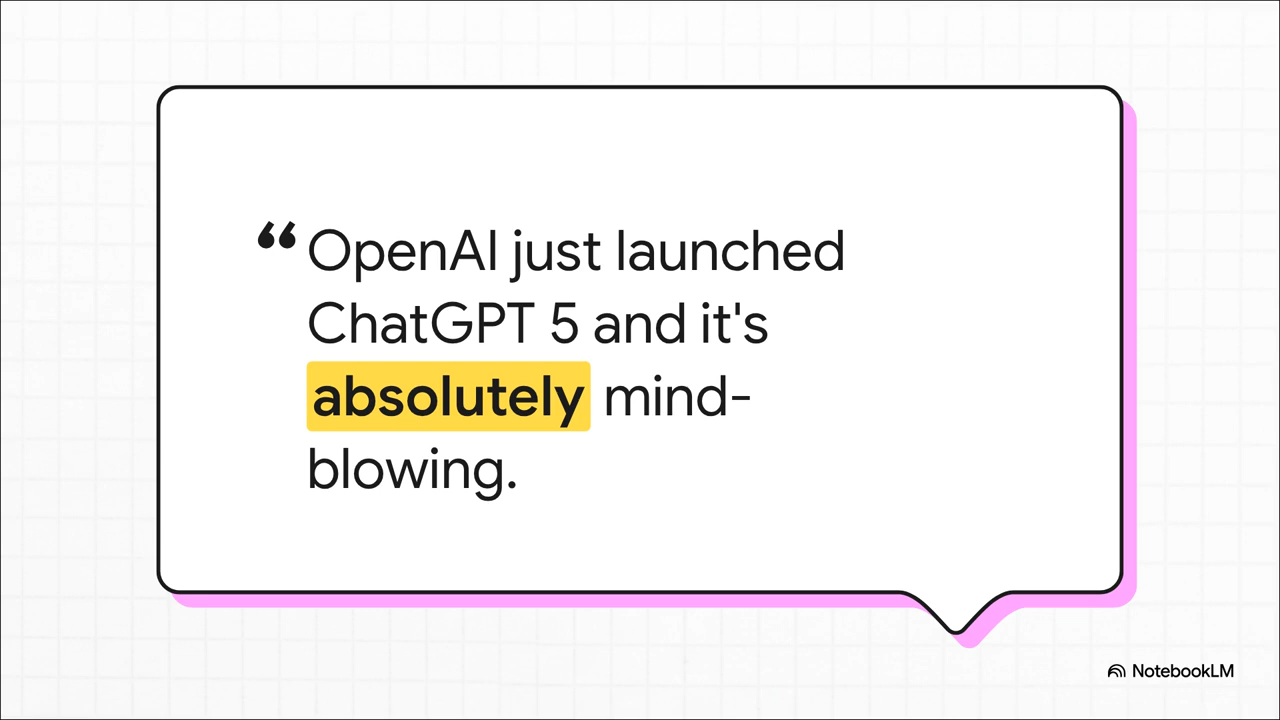 “OpenAI just launched
ChatGPT 5 and it's
absolutely mind-
blowing.
NotebookLM